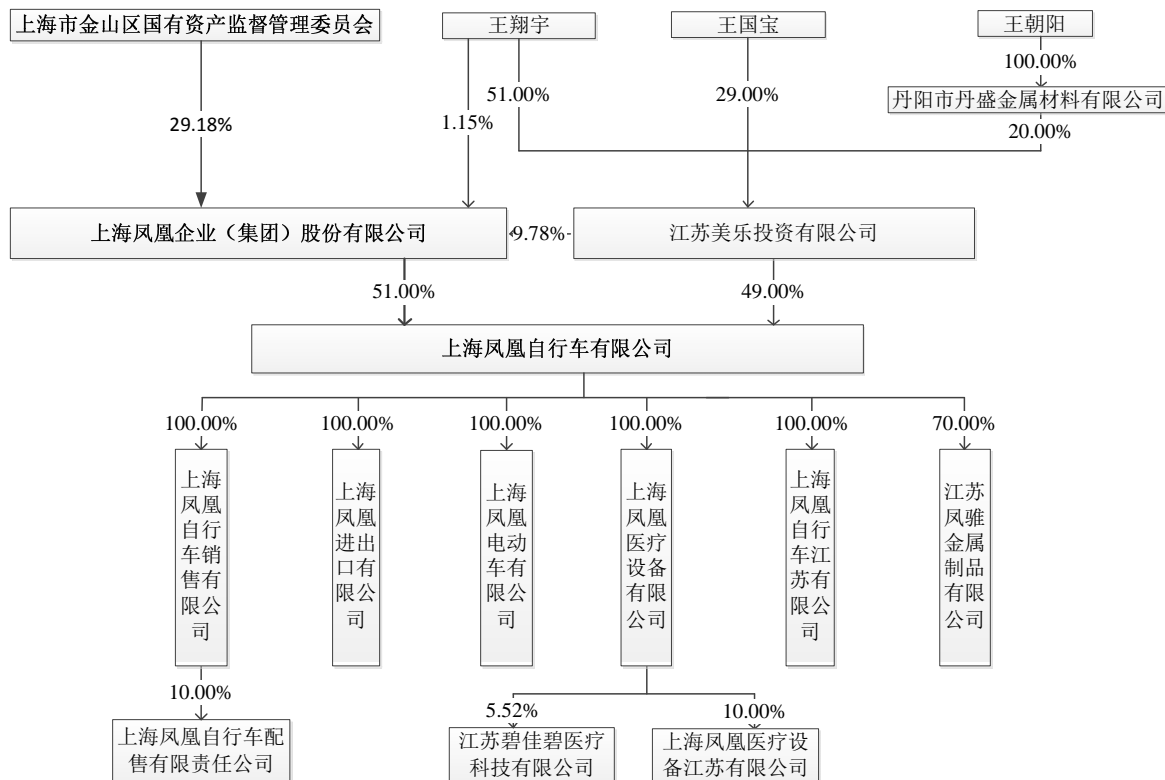 上海市金山区国有资产监督管理委员会
王翔宇
王国宝
王朝阳
100.00%
丹阳市丹盛金属材料有限公司
29.18%
1.15%
51.00%
29.00%
20.00%
上海凤凰企业（集团）股份有限公司
9.78%
江苏美乐投资有限公司
51.00%
49.00%
上海凤凰自行车有限公司
100.00%
100.00%
100.00%
100.00%
100.00%
70.00%
上海
凤凰
自行
车销
售有
限公
司
上海
凤凰
进出
口有
限公
司
上海
凤凰
电动
车有
限公
司
上海
凤凰
医疗
设备
有限
公司
上海
凤凰
自行
车江
苏有
限公
司
江苏
凤骓
金属
制品
有限
公司
10.00%
5.52%
10.00%
上海凤凰自行车配
售有限责任公司
江苏碧佳碧医疗
科技有限公司
上海凤凰医疗设
备江苏有限公司